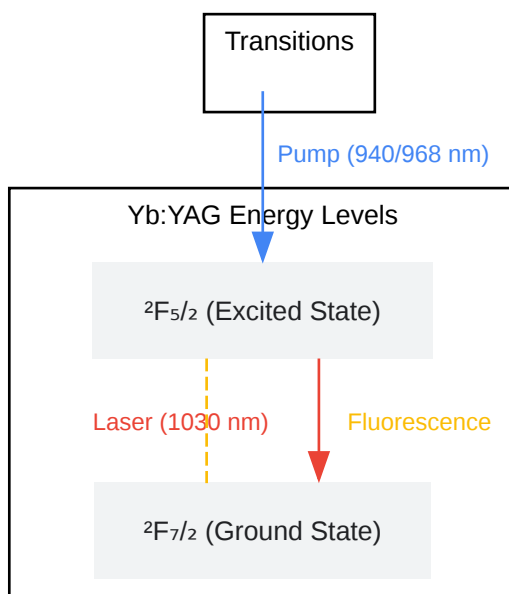 Transitions
Pump (940/968 nm)
Yb:YAG Energy Levels
²F₅/₂ (Excited State)
Laser (1030 nm)
Fluorescence
²F₇/₂ (Ground State)